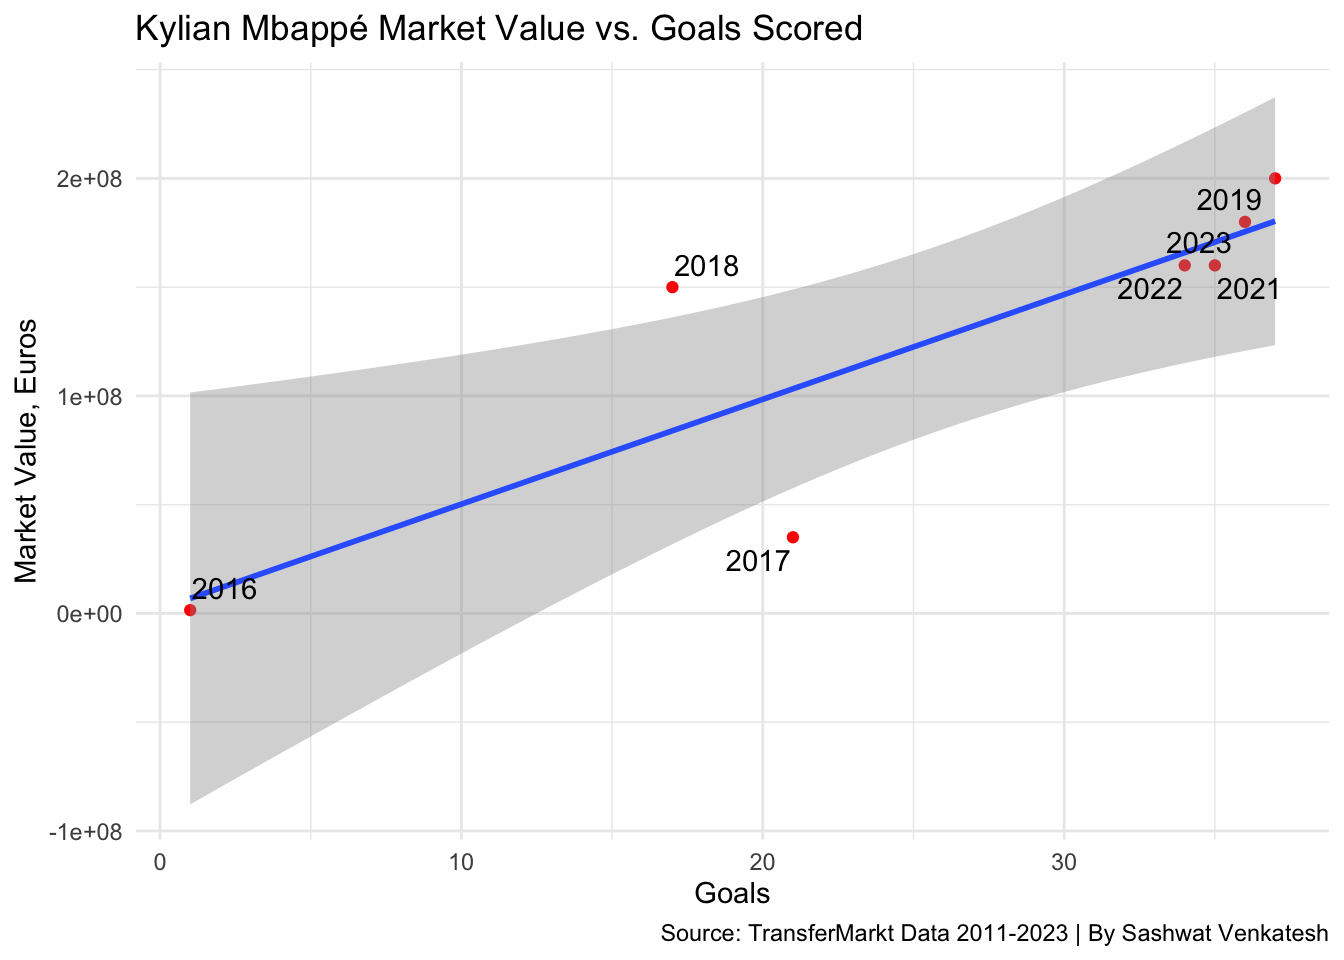 Kylian Mbappé Market Value vs. Goals Scored
Market Value, Euros
2e+08
1e+08
0e+00
-1e+08
2019
2023
2018
2022
2021
2017
2016
0
10
20
30
Goals
Source: TransferMarkt Data 2011-2023 | By Sashwat Venkatesh